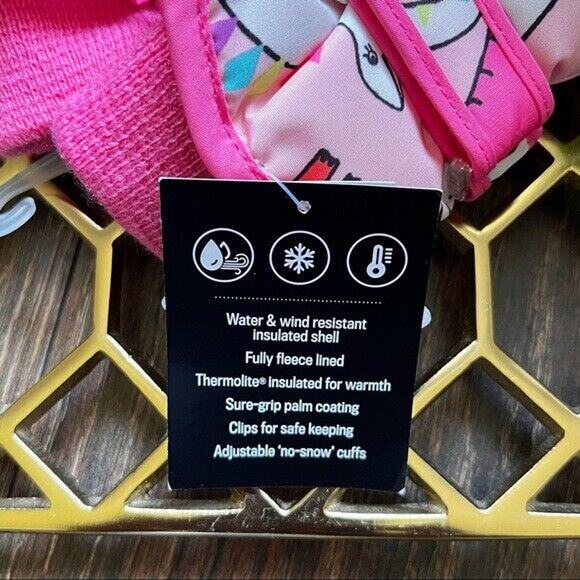 Water & wind resistant
insulated shell
Fully fleece lined
Thermolite® insulated for warmth
Sure-grip palm coating
Clips for safe keeping
Adjustable 'no-snow' cuffs